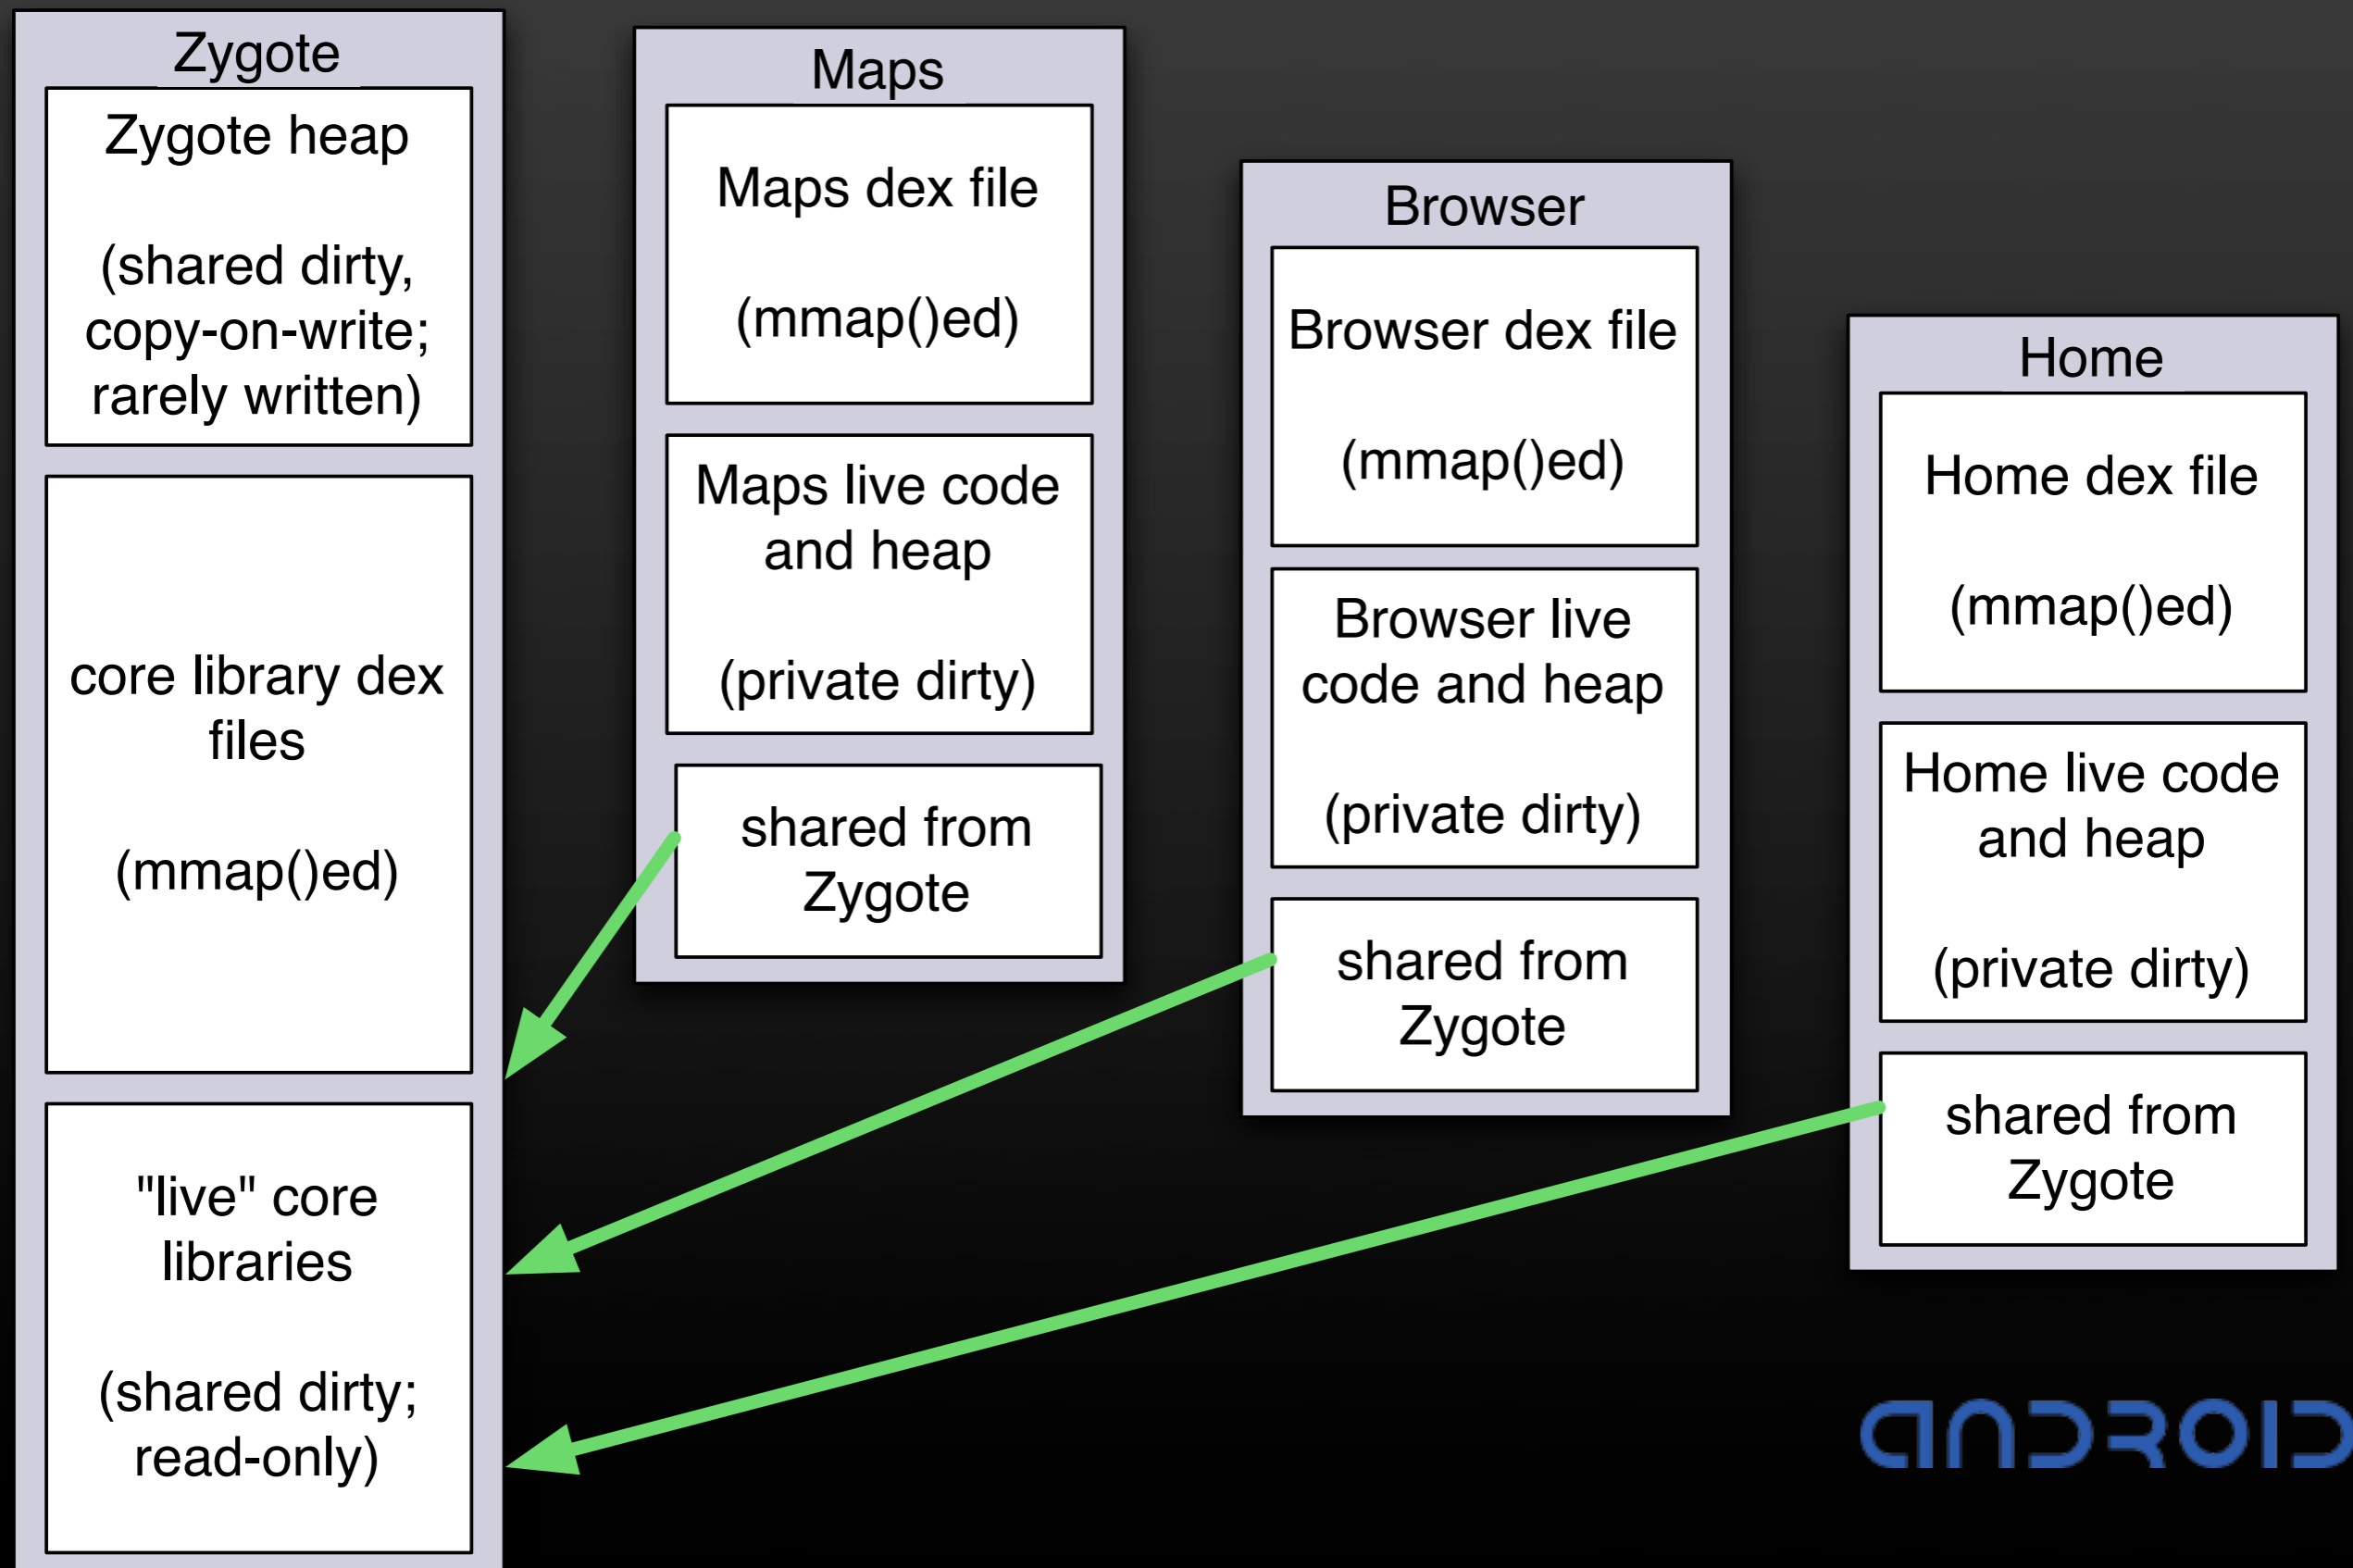 Zygote
Zygote heap
(shared dirty,
copy-on-write;
rarely written)
core library dex
files
(mmap()ed)
"live" core
libraries
(shared dirty;
read-only)
Maps
Maps dex file
(mmap()ed)
Maps live code
and heap
(private dirty)
shared from
Zygote
Browser
Browser dex file
(mmap()ed)
Browser live
code and heap
(private dirty)
shared from
Zygote
Home
Home dex file
(mmap()ed)
Home live code
and heap
(private dirty)
shared from
Zygote
ANDROID